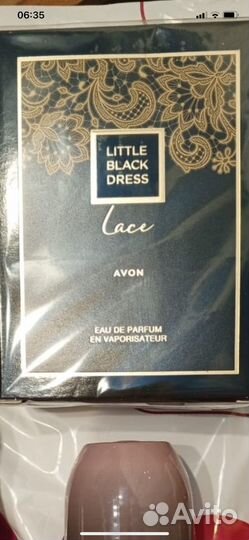 06:35
LITTLE
BLACK
DRESS
Lace
AVON
EAU DE PARFUM
EN VAPORISATEUR
Avito